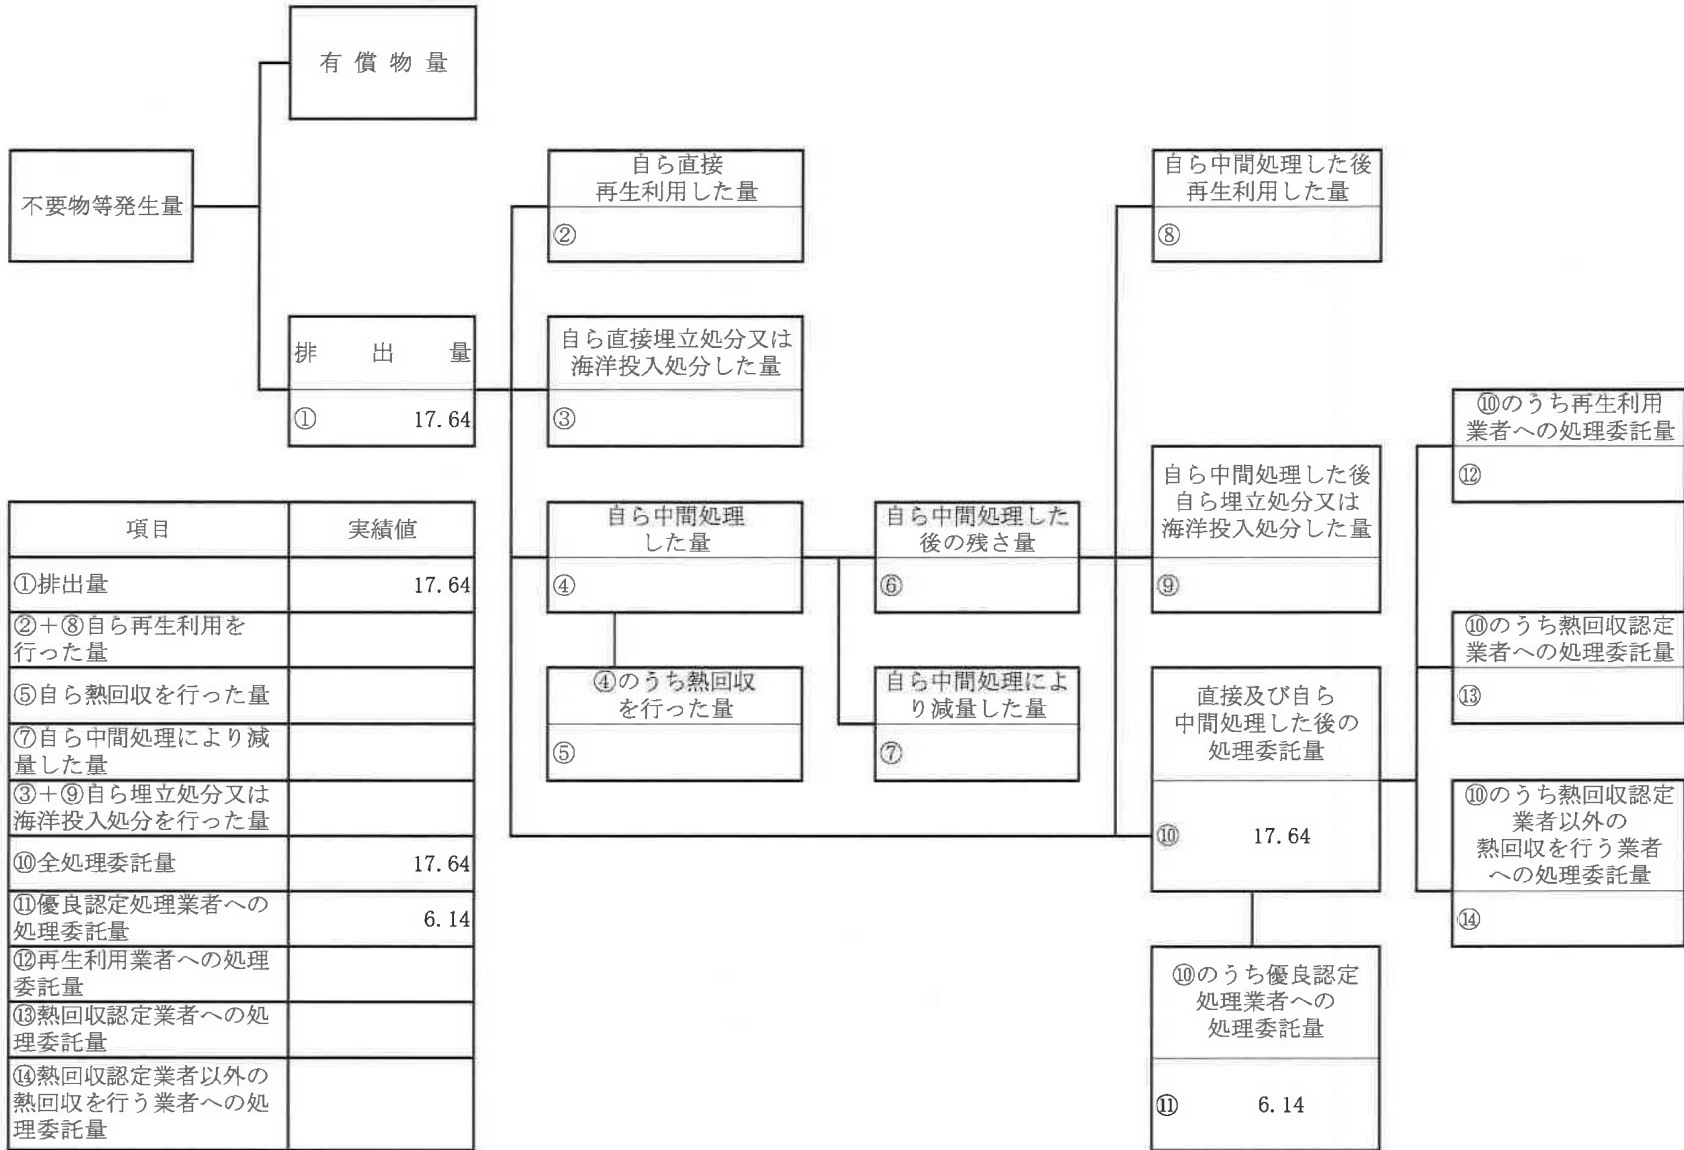 有償物量
不要物等発生量
排出量
① 17.64
自ら直接
再生利用した量
②
自ら直接埋立処分又は
海洋投入処分した量
③
自ら中間処理
した量
④
④のうち熱回収
を行った量
⑤
自ら中間処理した
後の残さ量
⑥
自ら中間処理によ
り減量した量
⑦
自ら中間処理した後
再生利用した量
⑧
自ら中間処理した後
自ら埋立処分又は
海洋投入処分した量
⑨
直接及び自ら
中間処理した後の
処理委託量
⑩ 17.64
⑩のうち優良認定
処理業者への
処理委託量
⑪ 6.14
⑩のうち再生利用
業者への処理委託量
⑫
⑩のうち熱回収認定
業者への処理委託量
⑬
⑩のうち熱回収認定
業者以外の
熱回収を行う業者
への処理委託量
⑭
項目 実績値
①排出量 17.64
②+⑧自ら再生利用を
行った量
⑤自ら熱回収を行った量
⑦自ら中間処理により減
量した量
③+⑨自ら埋立処分又は
海洋投入処分を行った量
⑩全処理委託量 17.64
⑪優良認定処理業者への
処理委託量 6.14
⑫再生利用業者への処理
委託量
⑬熱回収認定業者への処
理委託量
⑭熱回収認定業者以外の
熱回収を行う業者への処
理委託量